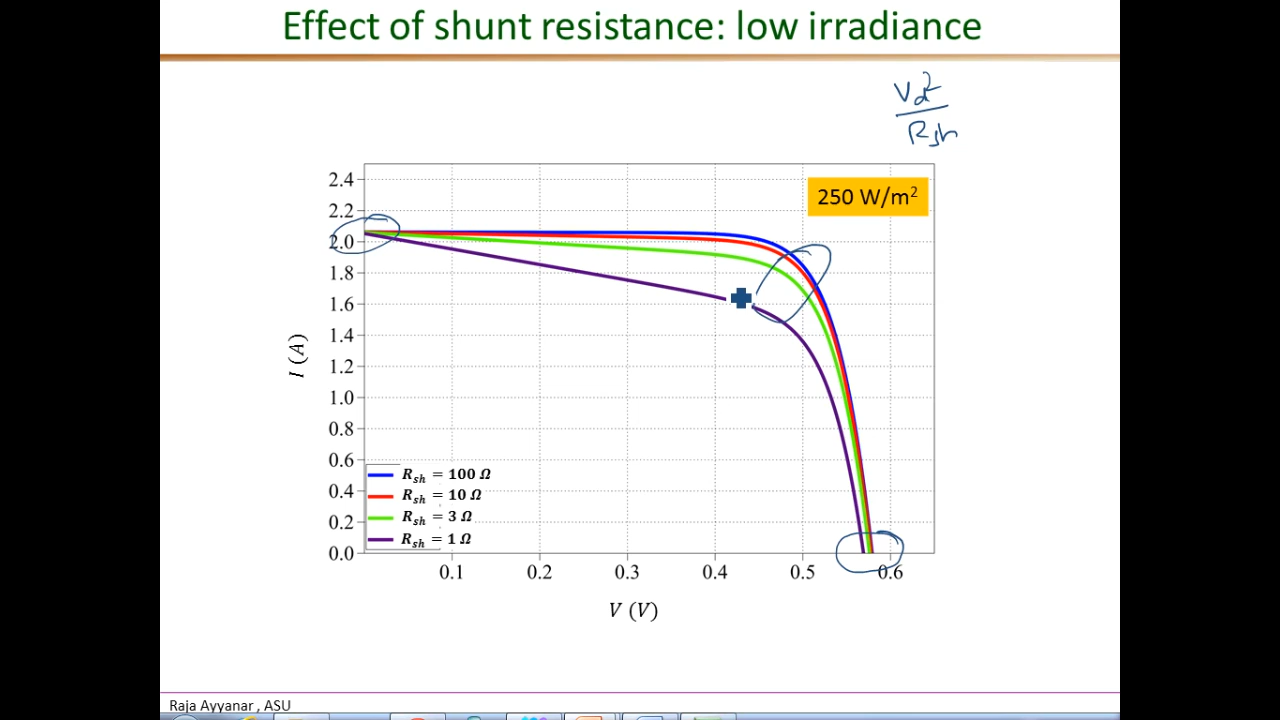 Effect of shunt resistance: low irradiance
Vd²
Rsh
250 W/m²
2.4
2.2
2.0
1.8
1.6
1.4
1.2
1.0
0.8
0.6
0.4
0.2
0.0
I (A)
Rsh = 100 Ω
Rsh = 10 Ω
Rsh = 3 Ω
Rsh = 1 Ω
0.1 0.2 0.3 0.4 0.5 0.6
V (V)
Raja Ayyanar , ASU